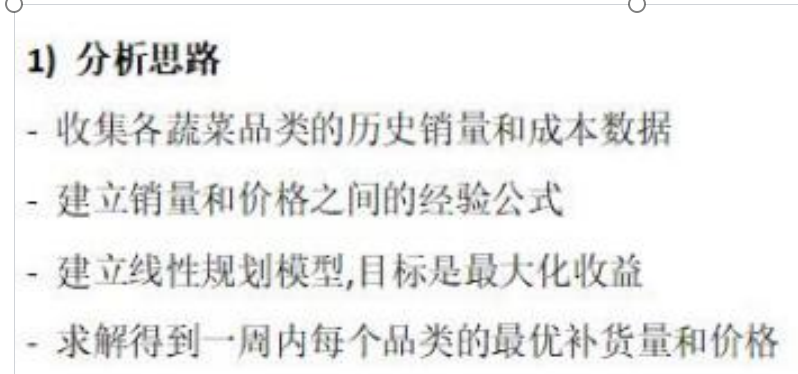 1) 分析思路
- 收集各蔬菜品类的历史销量和成本数据
- 建立销量和价格之间的经验公式
- 建立线性规划模型,目标是最大化收益
- 求解得到一周内每个品类的最优补货量和价格